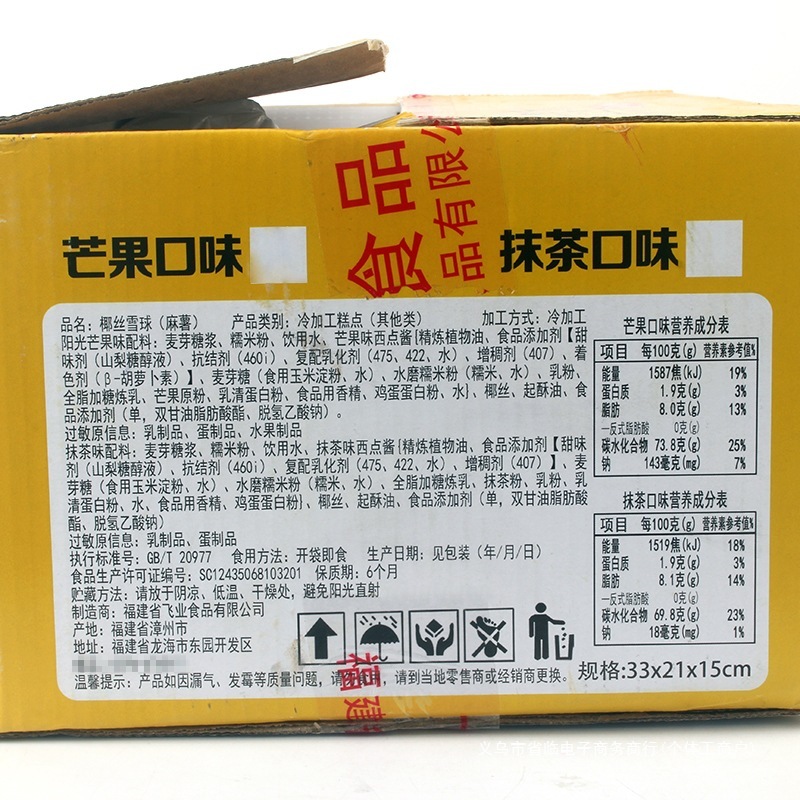 食品
品有限公
芒果口味
抹茶口味
品名：椰丝雪球（麻薯） 产品类别：冷加工糕点（其他类） 加工方式：冷加工
阳光芒果味配料：麦芽糖浆、糯米粉、饮用水、芒果味西点酱{精炼植物油、食品添加剂【甜
味剂（山梨糖醇液）、抗结剂（460i）、复配乳化剂（475、422、水）、增稠剂（407）、着
色剂（β-胡萝卜素）】、麦芽糖（食用玉米淀粉、水）、水磨糯米粉（糯米、水）、乳粉、
全脂加糖炼乳、芒果原粉、乳清蛋白粉、食品用香精、鸡蛋蛋白粉、水}、椰丝、起酥油、食
品添加剂（单，双甘油脂肪酸酯、脱氢乙酸钠）。
过敏原信息：乳制品、蛋制品、水果制品
抹茶味配料：麦芽糖浆、糯米粉、饮用水、抹茶味西点酱{精炼植物油、食品添加剂【甜味
剂（山梨糖醇液）、抗结剂（460i）、复配乳化剂（475、422、水）、增稠剂（407）】、麦
芽糖（食用玉米淀粉、水）、水磨糯米粉（糯米、水）、全脂加糖炼乳、抹茶粉、乳粉、乳
清蛋白粉、水、食品用香精、鸡蛋蛋白粉}、椰丝、起酥油、食品添加剂（单，双甘油脂肪酸
酯、脱氢乙酸钠）
过敏原信息：乳制品、蛋制品
执行标准号：GB/T 20977 食用方法：开袋即食 生产日期：见包装（年/月/日）
食品生产许可证编号：SC12435068103201 保质期：6个月
贮藏方法：请放于阴凉、低温、干燥处，避免阳光直射
制造商：福建省飞业食品有限公司
产地：福建省漳州市
地址：福建省龙海市东园开发区
温馨提示：产品如因漏气、发霉等质量问题，请勿食用，请到当地零售商或经销商更换。
芒果口味营养成分表
项目 每100克(g) 营养素参考值%
能量 1587焦(kJ) 19%
蛋白质 1.9克(g) 3%
脂肪 8.0克(g) 13%
—反式脂肪酸 0克(g)
碳水化合物 73.8克(g) 25%
钠 143毫克(mg) 7%
抹茶口味营养成分表
项目 每100克(g) 营养素参考值%
能量 1519焦(kJ) 18%
蛋白质 1.9克(g) 3%
脂肪 8.1克(g) 14%
—反式脂肪酸 0克(g)
碳水化合物 69.8克(g) 23%
钠 18毫克(mg) 1%
规格:33x21x15cm
福建